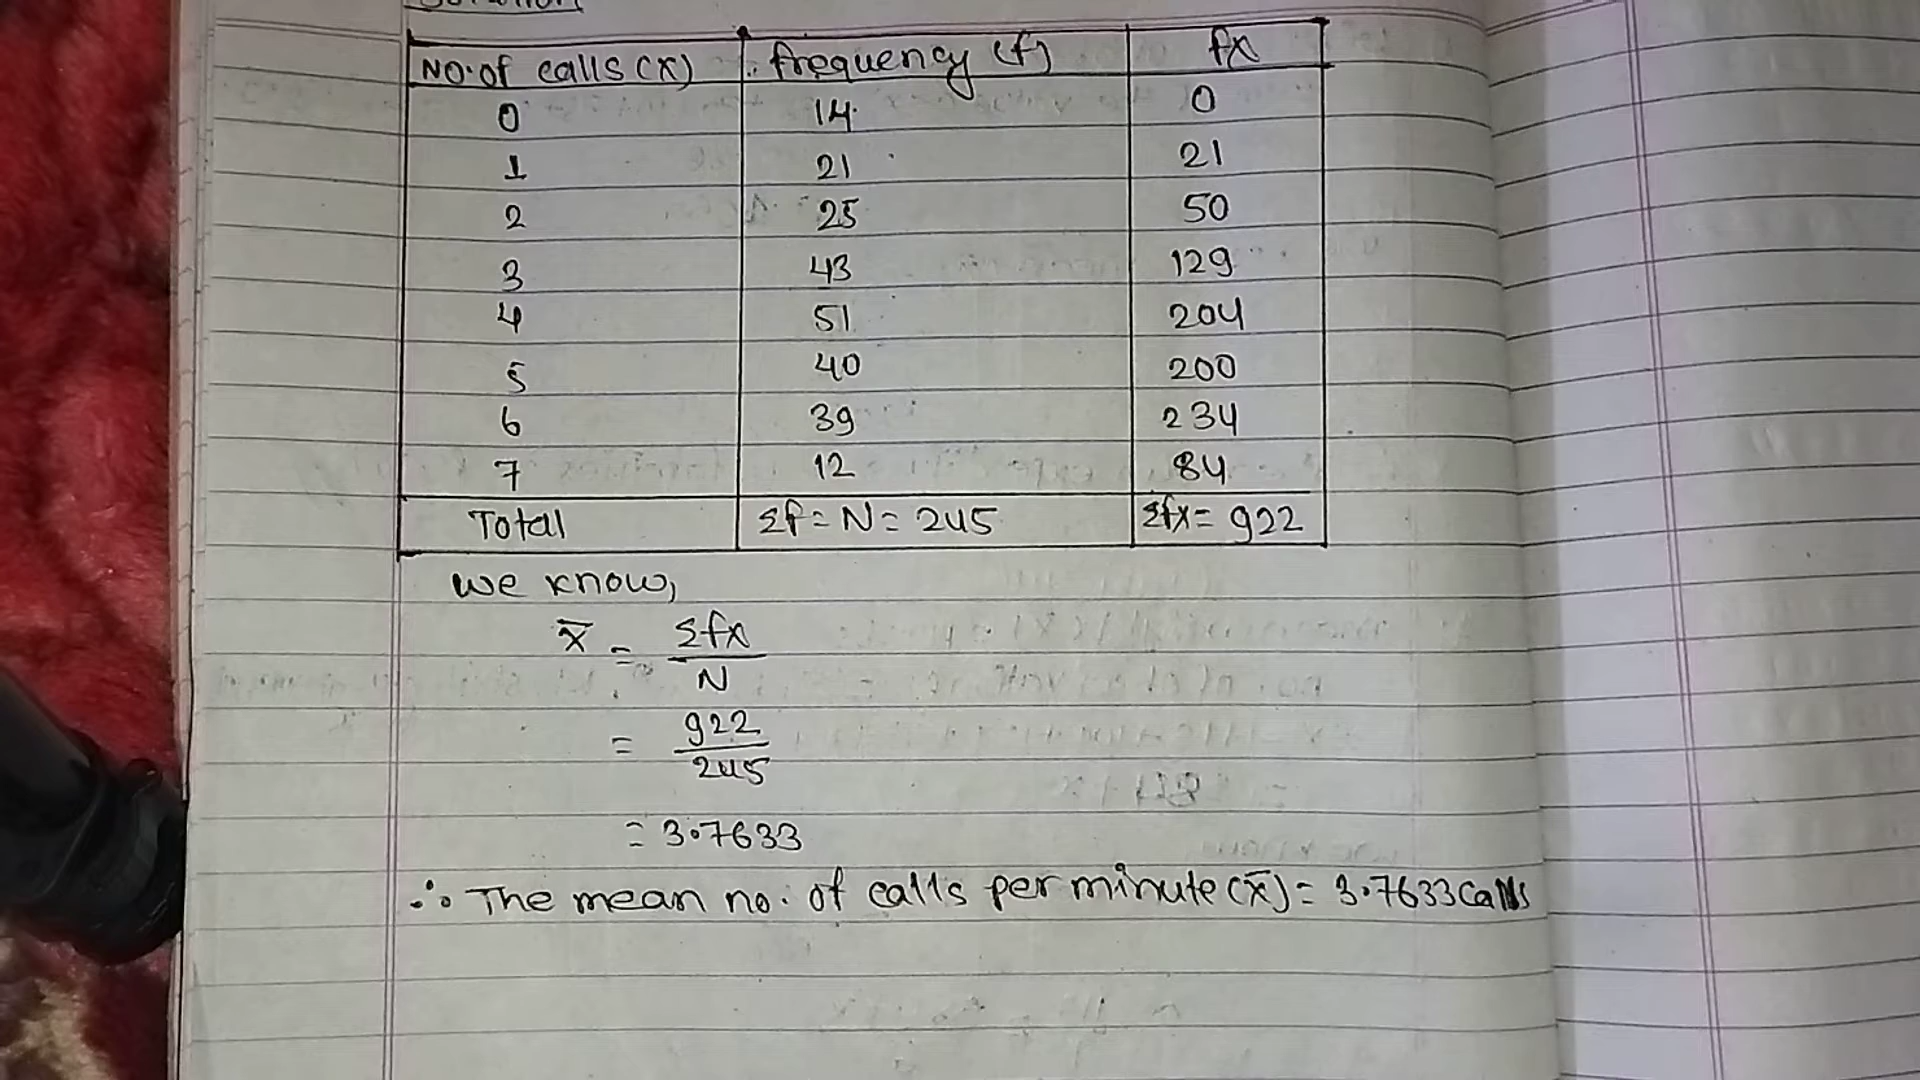 Solution
No. of calls (x) frequency (f) fx
0 14 0
1 21 21
2 25 50
3 43 129
4 51 204
5 40 200
6 39 234
7 12 84
Total Σf = N = 245 Σfx = 922
we know,
x̄ = Σfx / N
= 922 / 245
= 3.7633
∴ The mean no. of calls per minute (x̄) = 3.7633 calls